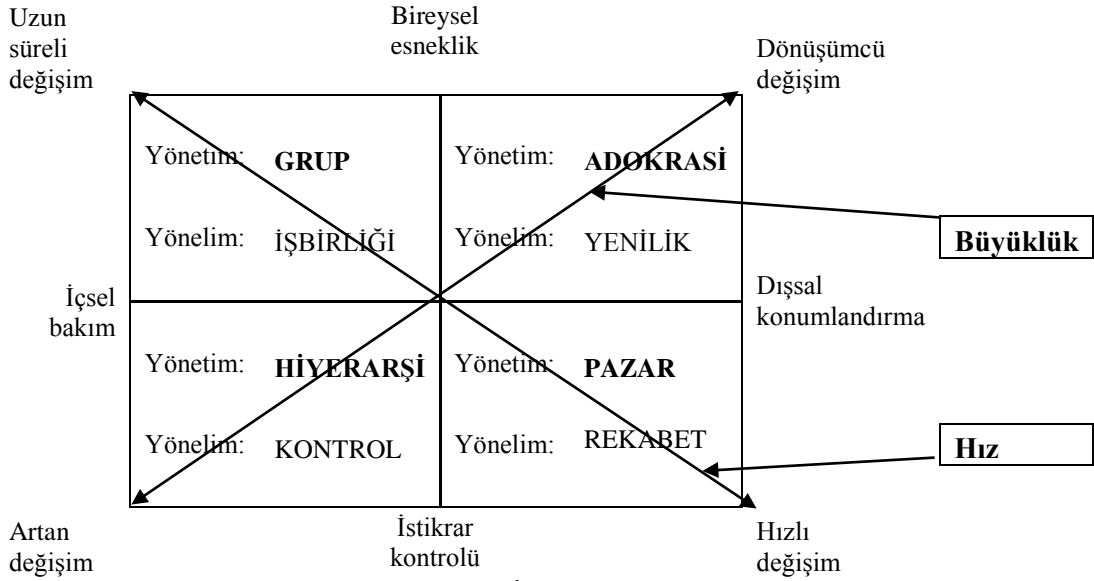 Uzun
süreli
değişim
Bireysel
esneklik
Dönüşümcü
değişim
Yönetim: GRUP
Yönetim: ADOKRASİ
Yönelim: İŞBİRLİĞİ
Yönelim: YENİLİK
Büyüklük
İçsel
bakım
Dışsal
konumlandırma
Yönetim: HİYERARŞİ
Yönetim: PAZAR
Yönelim: KONTROL
Yönelim: REKABET
Hız
Artan
değişim
İstikrar
kontrolü
Hızlı
değişim